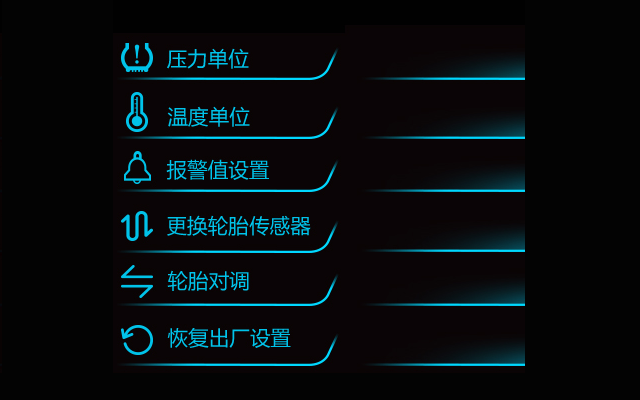 压力单位
温度单位
报警值设置
更换轮胎传感器
轮胎对调
恢复出厂设置